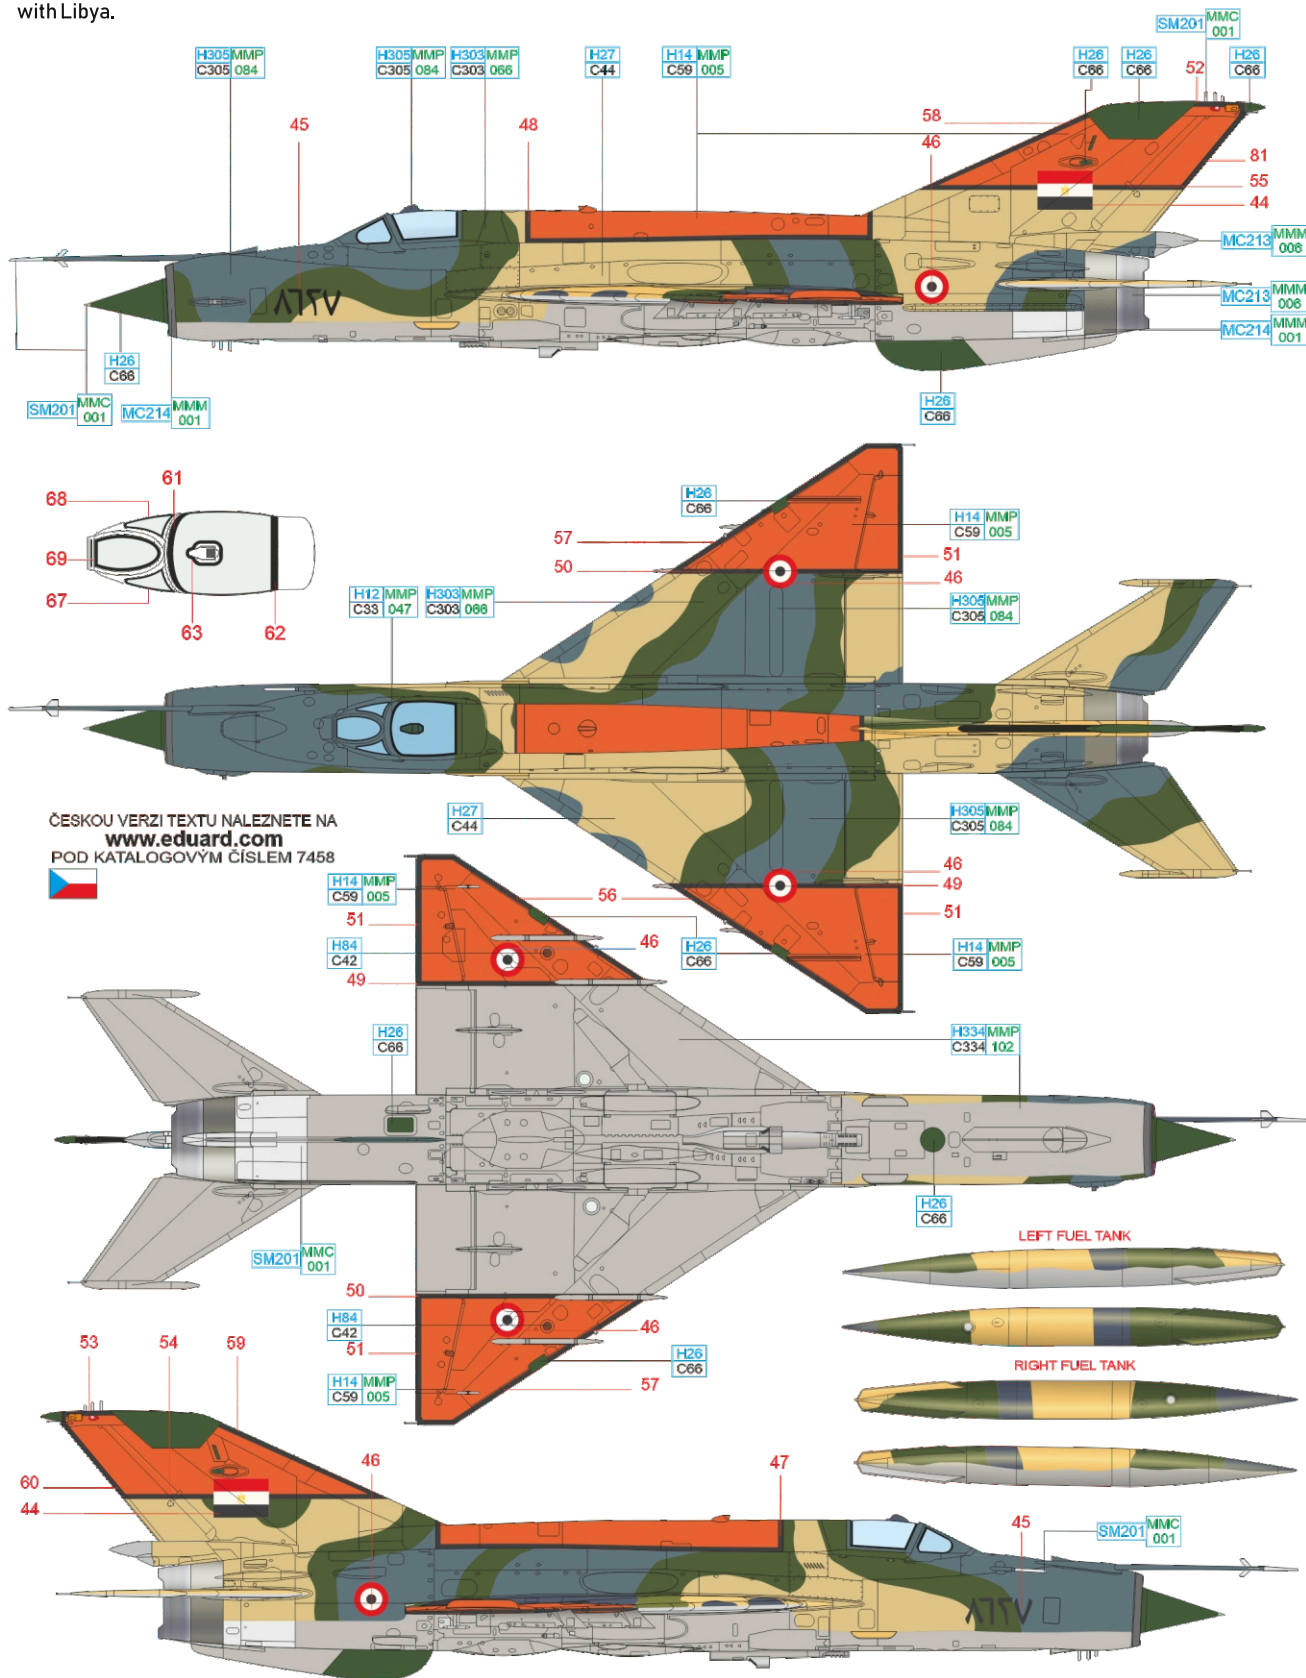 with Libya.
SM201 MMC 001
H305 MMP
C305 084
H305 MMP
C305 084
H303 MMP
C303 066
H27
C44
H14 MMP
C59 005
H26
C66
H26
C66
52
H26
C66
45
48
58
46
81
55
44
MC213 MMM 006
MC213 MMM 006
MC214 MMM 001
٨٦٢٧
H26
C66
SM201 MMC 001
MC214 MMM 001
H26
C66
61
68
69
67
63
62
H26
C66
57
50
H14 MMP
C59 005
51
46
H12 MMP
C33 047
H303 MMP
C303 066
H305 MMP
C305 084
ČESKOU VERZI TEXTU NALEZNETE NA
www.eduard.com
POD KATALOGOVÝM ČÍSLEM 7458
H27
C44
H305 MMP
C305 084
46
49
51
H14 MMP
C59 005
56
51
H84
C42
46
H26
C66
H14 MMP
C59 005
49
H26
C66
H334 MMP
C334 102
H26
C66
SM201 MMC 001
LEFT FUEL TANK
50
H84
C42
46
51
H26
C66
H14 MMP
C59 005
57
RIGHT FUEL TANK
53
54
59
46
47
60
44
45
SM201 MMC 001
٨٦٢٧